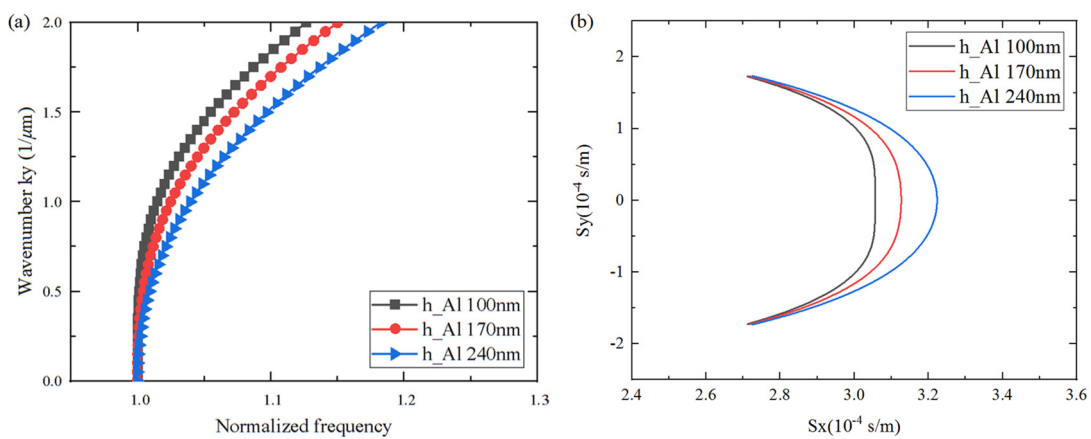 (a)
2.0
1.5
1.0
0.5
0.0
Wavenumber ky (1/μm)
h_Al 100nm
h_Al 170nm
h_Al 240nm
1.0
1.1
1.2
1.3
Normalized frequency
(b)
2
1
0
-1
-2
Sy(10⁻⁴ s/m)
h_Al 100nm
h_Al 170nm
h_Al 240nm
2.4
2.6
2.8
3.0
3.2
3.4
3.6
Sx(10⁻⁴ s/m)